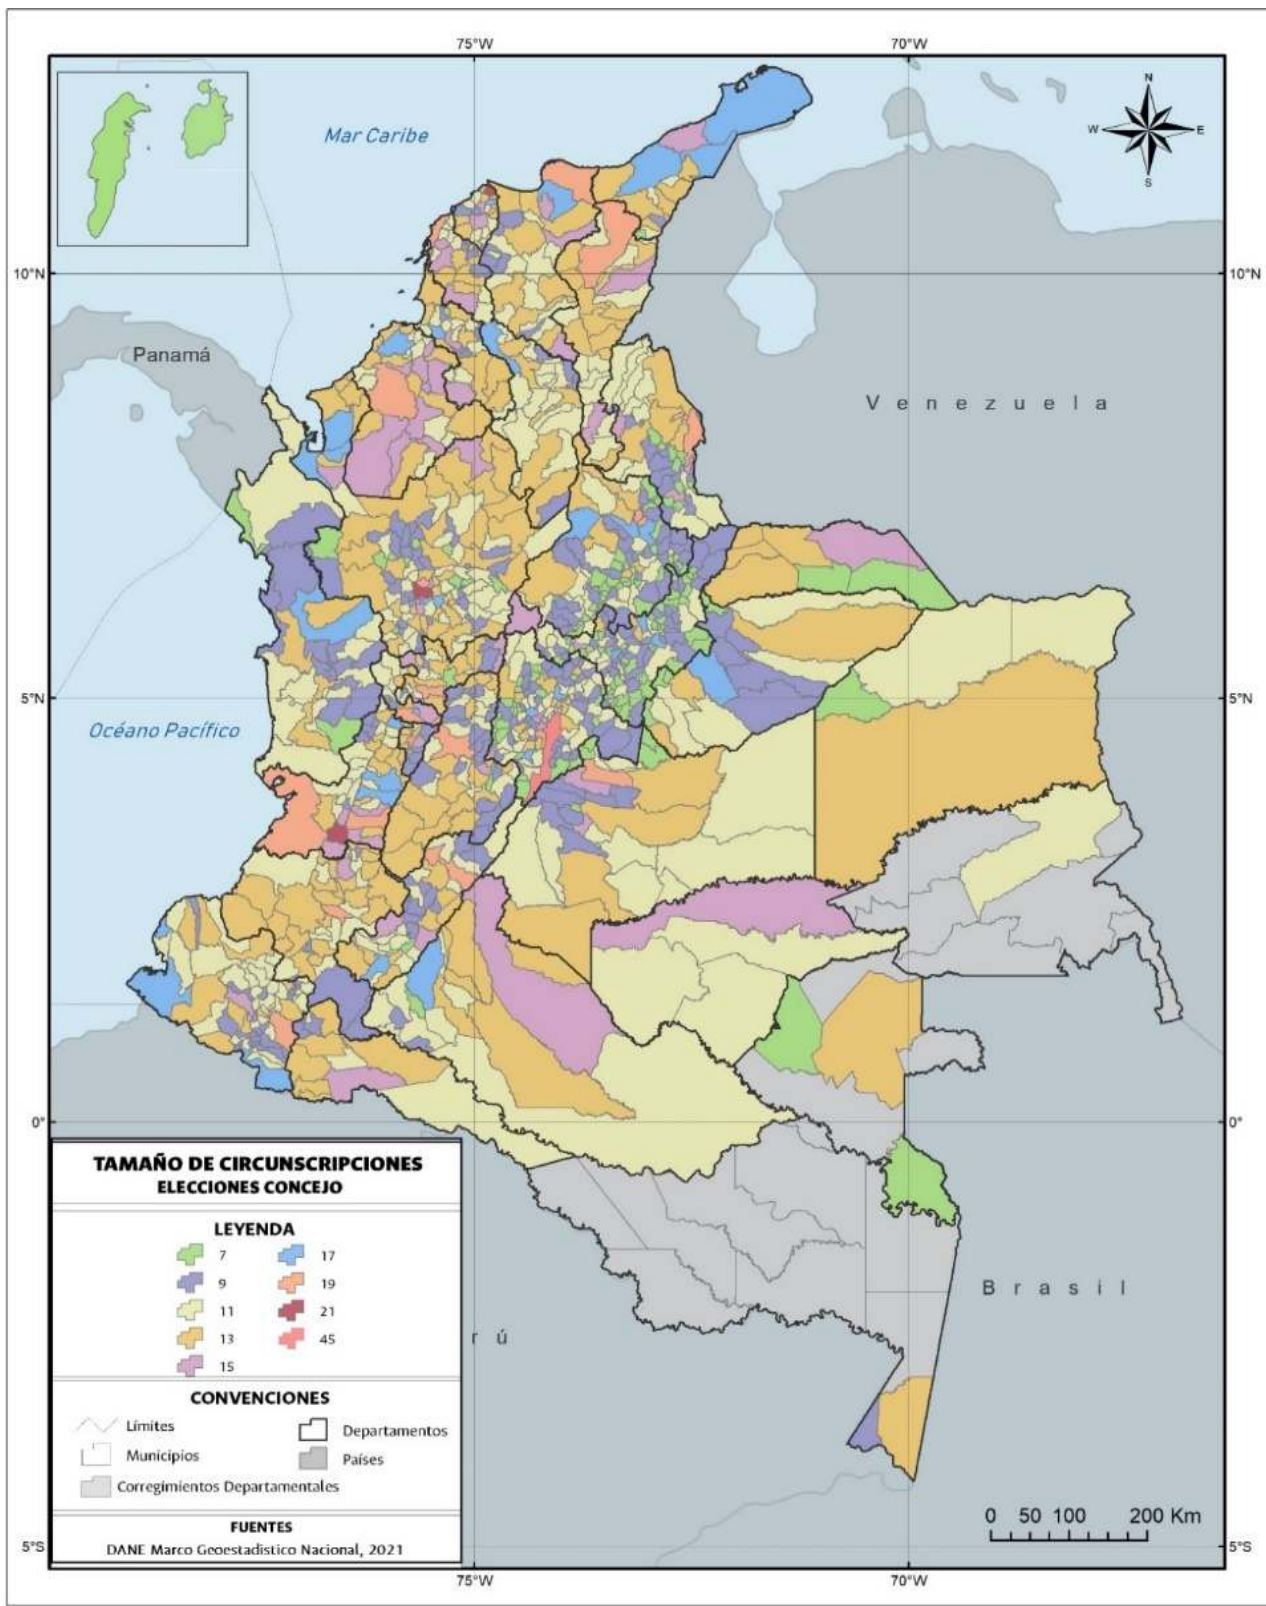 75°W
70°W
Mar Caribe
N
W
E
S
10°N
10°N
Panamá
Venezuela
5°N
5°N
Océano Pacífico
0°
0°
TAMAÑO DE CIRCUNSCRIPCIONES
ELECCIONES CONCEJO
LEYENDA
7
17
9
19
11
21
13
45
15
Brasil
rú
CONVENCIONES
Límites
Departamentos
Municipios
Países
Corregimientos Departamentales
FUENTES
DANE Marco Geoestadistico Nacional, 2021
0 50 100 200 Km
5°S
5°S
75°W
70°W